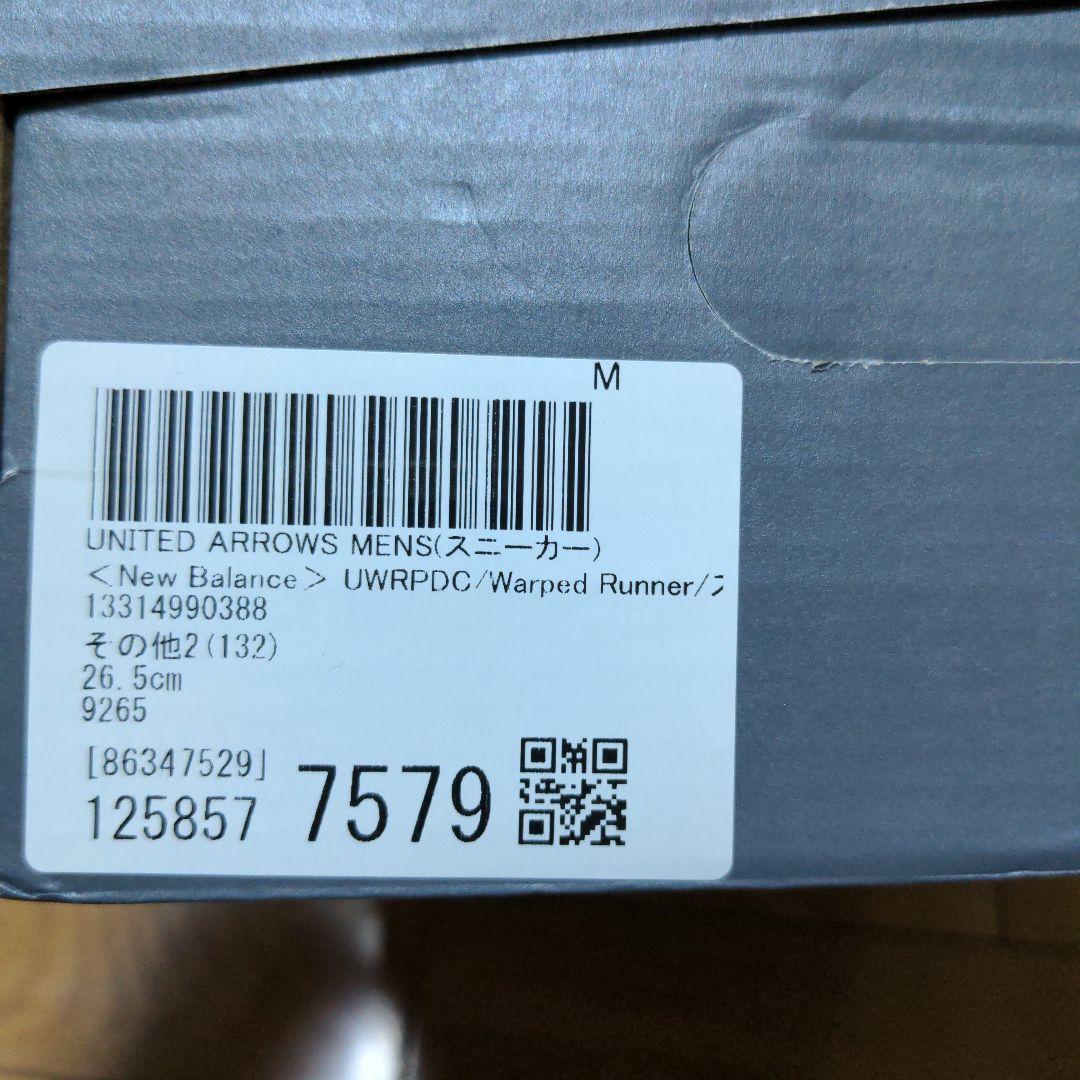 M
UNITED ARROWS MENS(スニーカー)
＜New Balance＞ UWRPDC/Warped Runner/ス
13314990388
その他2(132)
26.5cm
9265
[86347529]
125857 7579